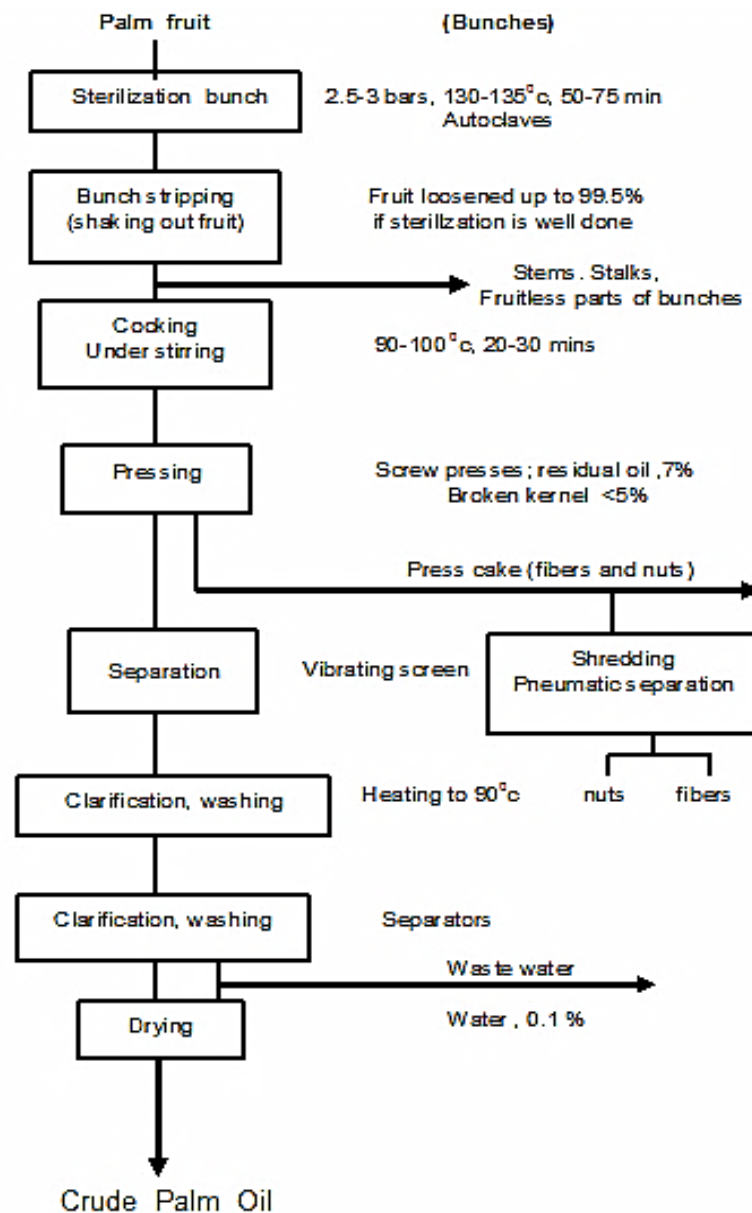 Palm fruit (Bunches)
Sterilization bunch 2.5-3 bars, 130-135°c, 50-75 min
Autoclaves
Bunch stripping
(shaking out fruit)
Fruit loosened up to 99.5%
if sterilization is well done
Stems. Stalks,
Fruitless parts of bunches
Cooking
Under stirring
90-100°c, 20-30 mins
Pressing
Screw presses; residual oil ,7%
Broken kernel <5%
Press cake (fibers and nuts)
Separation
Vibrating screen
Shredding
Pneumatic separation
nuts fibers
Clarification, washing
Heating to 90°c
Clarification, washing
Separators
Waste water
Drying
Water , 0.1 %
Crude Palm Oil